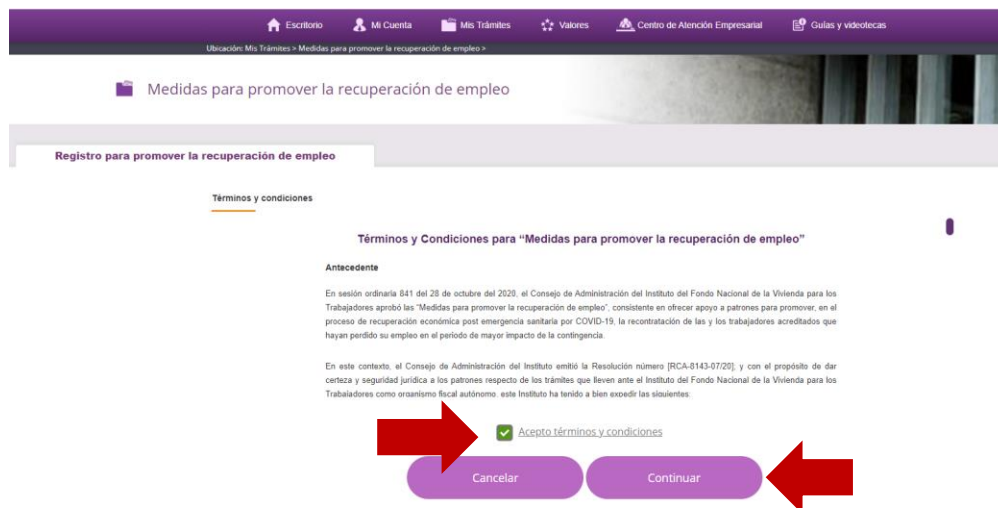 Escritorio Mi Cuenta Mis Trámites Valores Centro de Atención Empresarial Guías y videotecas
Ubicación: Mis Trámites > Medidas para promover la recuperación de empleo >
Medidas para promover la recuperación de empleo
Registro para promover la recuperación de empleo
Términos y condiciones
Términos y Condiciones para “Medidas para promover la recuperación de empleo”
Antecedente
En sesión ordinaria 841 del 28 de octubre del 2020, el Consejo de Administración del Instituto del Fondo Nacional de la Vivienda para los
Trabajadores aprobó las “Medidas para promover la recuperación de empleo”, consistente en ofrecer apoyo a patrones para promover, en el
proceso de recuperación económica post emergencia sanitaria por COVID-19, la recontratación de las y los trabajadores acreditados que
hayan perdido su empleo en el periodo de mayor impacto de la contingencia.
En este contexto, el Consejo de Administración del Instituto emitió la Resolución número [RCA-8143-07/20], y con el propósito de dar
certeza y seguridad jurídica a los patrones respecto de los trámites que lleven ante el Instituto del Fondo Nacional de la Vivienda para los
Trabajadores como organismo fiscal autónomo, este Instituto ha tenido a bien expedir las siguientes:
Acepto términos y condiciones
Cancelar Continuar